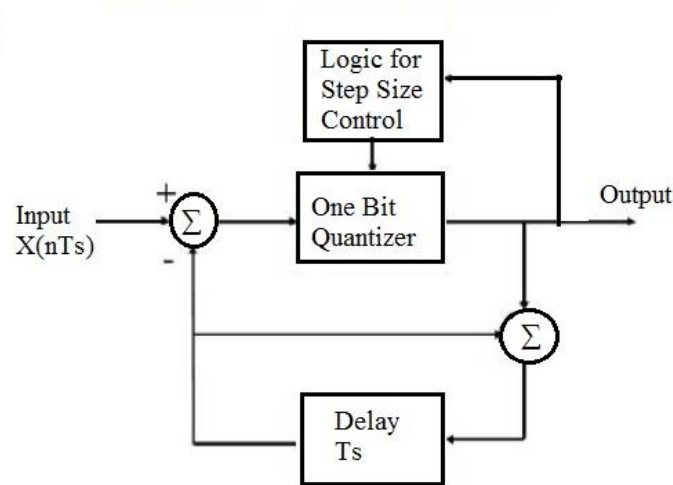 Logic for
Step Size
Control
+
Input
X(nTs)
Σ
-
One Bit
Quantizer
Output
Σ
Delay
Ts